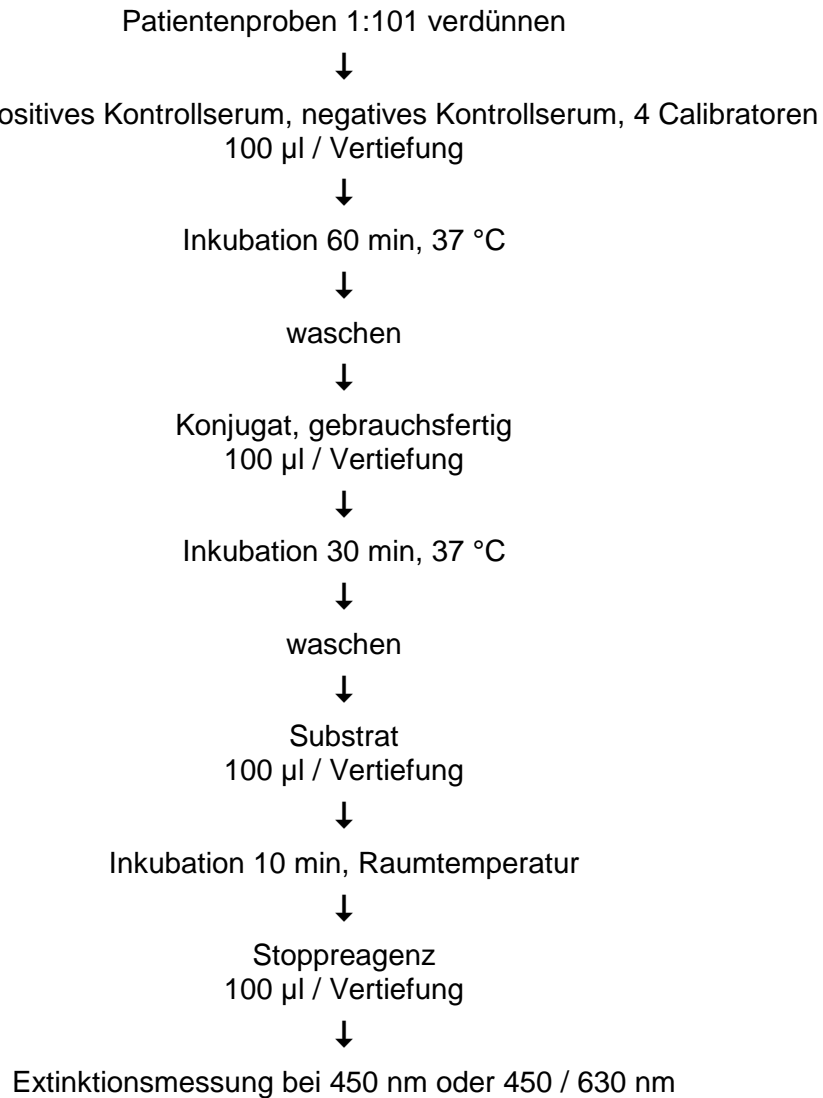 Patientenproben 1:101 verdünnen
↓
ositives Kontrollserum, negatives Kontrollserum, 4 Calibratoren
100 µl / Vertiefung
↓
Inkubation 60 min, 37 °C
↓
waschen
↓
Konjugat, gebrauchsfertig
100 µl / Vertiefung
↓
Inkubation 30 min, 37 °C
↓
waschen
↓
Substrat
100 µl / Vertiefung
↓
Inkubation 10 min, Raumtemperatur
↓
Stoppreagenz
100 µl / Vertiefung
↓
Extinktionsmessung bei 450 nm oder 450 / 630 nm